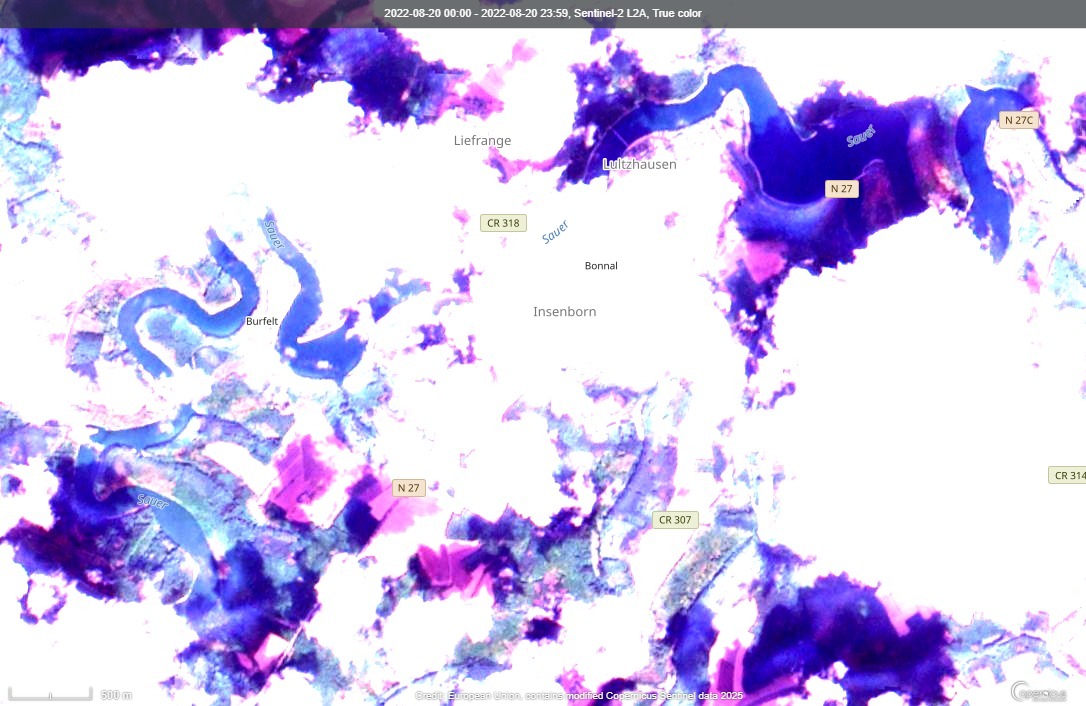 2022-08-20 00:00 - 2022-08-20 23:59, Sentinel-2 L2A, True color
N 27C
Sauer
Liefrange
Lultzhausen
N 27
CR 318
Sauer
Sauer
Bonnal
Insenborn
Burfelt
CR 314
N 27
Sauer
CR 307
500 m
Credit: European Union, contains modified Copernicus Sentinel data 2025
opernicus